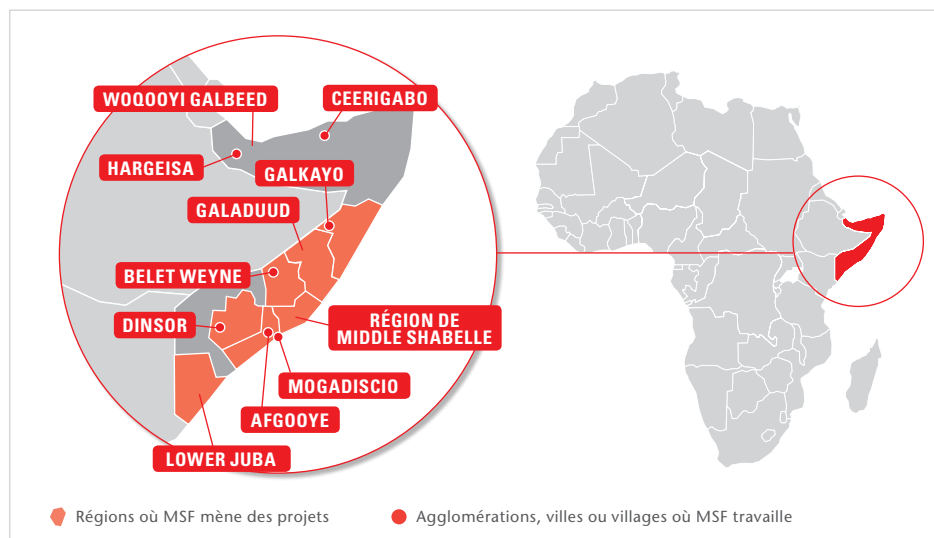 WOQOOYI GALBEED
CEERIGABO
HARGEISA
GALKAYO
GALADUUD
BELET WEYNE
DINSOR
RÉGION DE
MIDDLE SHABELLE
MOGADISCIO
AFGOOYE
LOWER JUBA
Régions où MSF mène des projets
Agglomérations, villes ou villages où MSF travaille